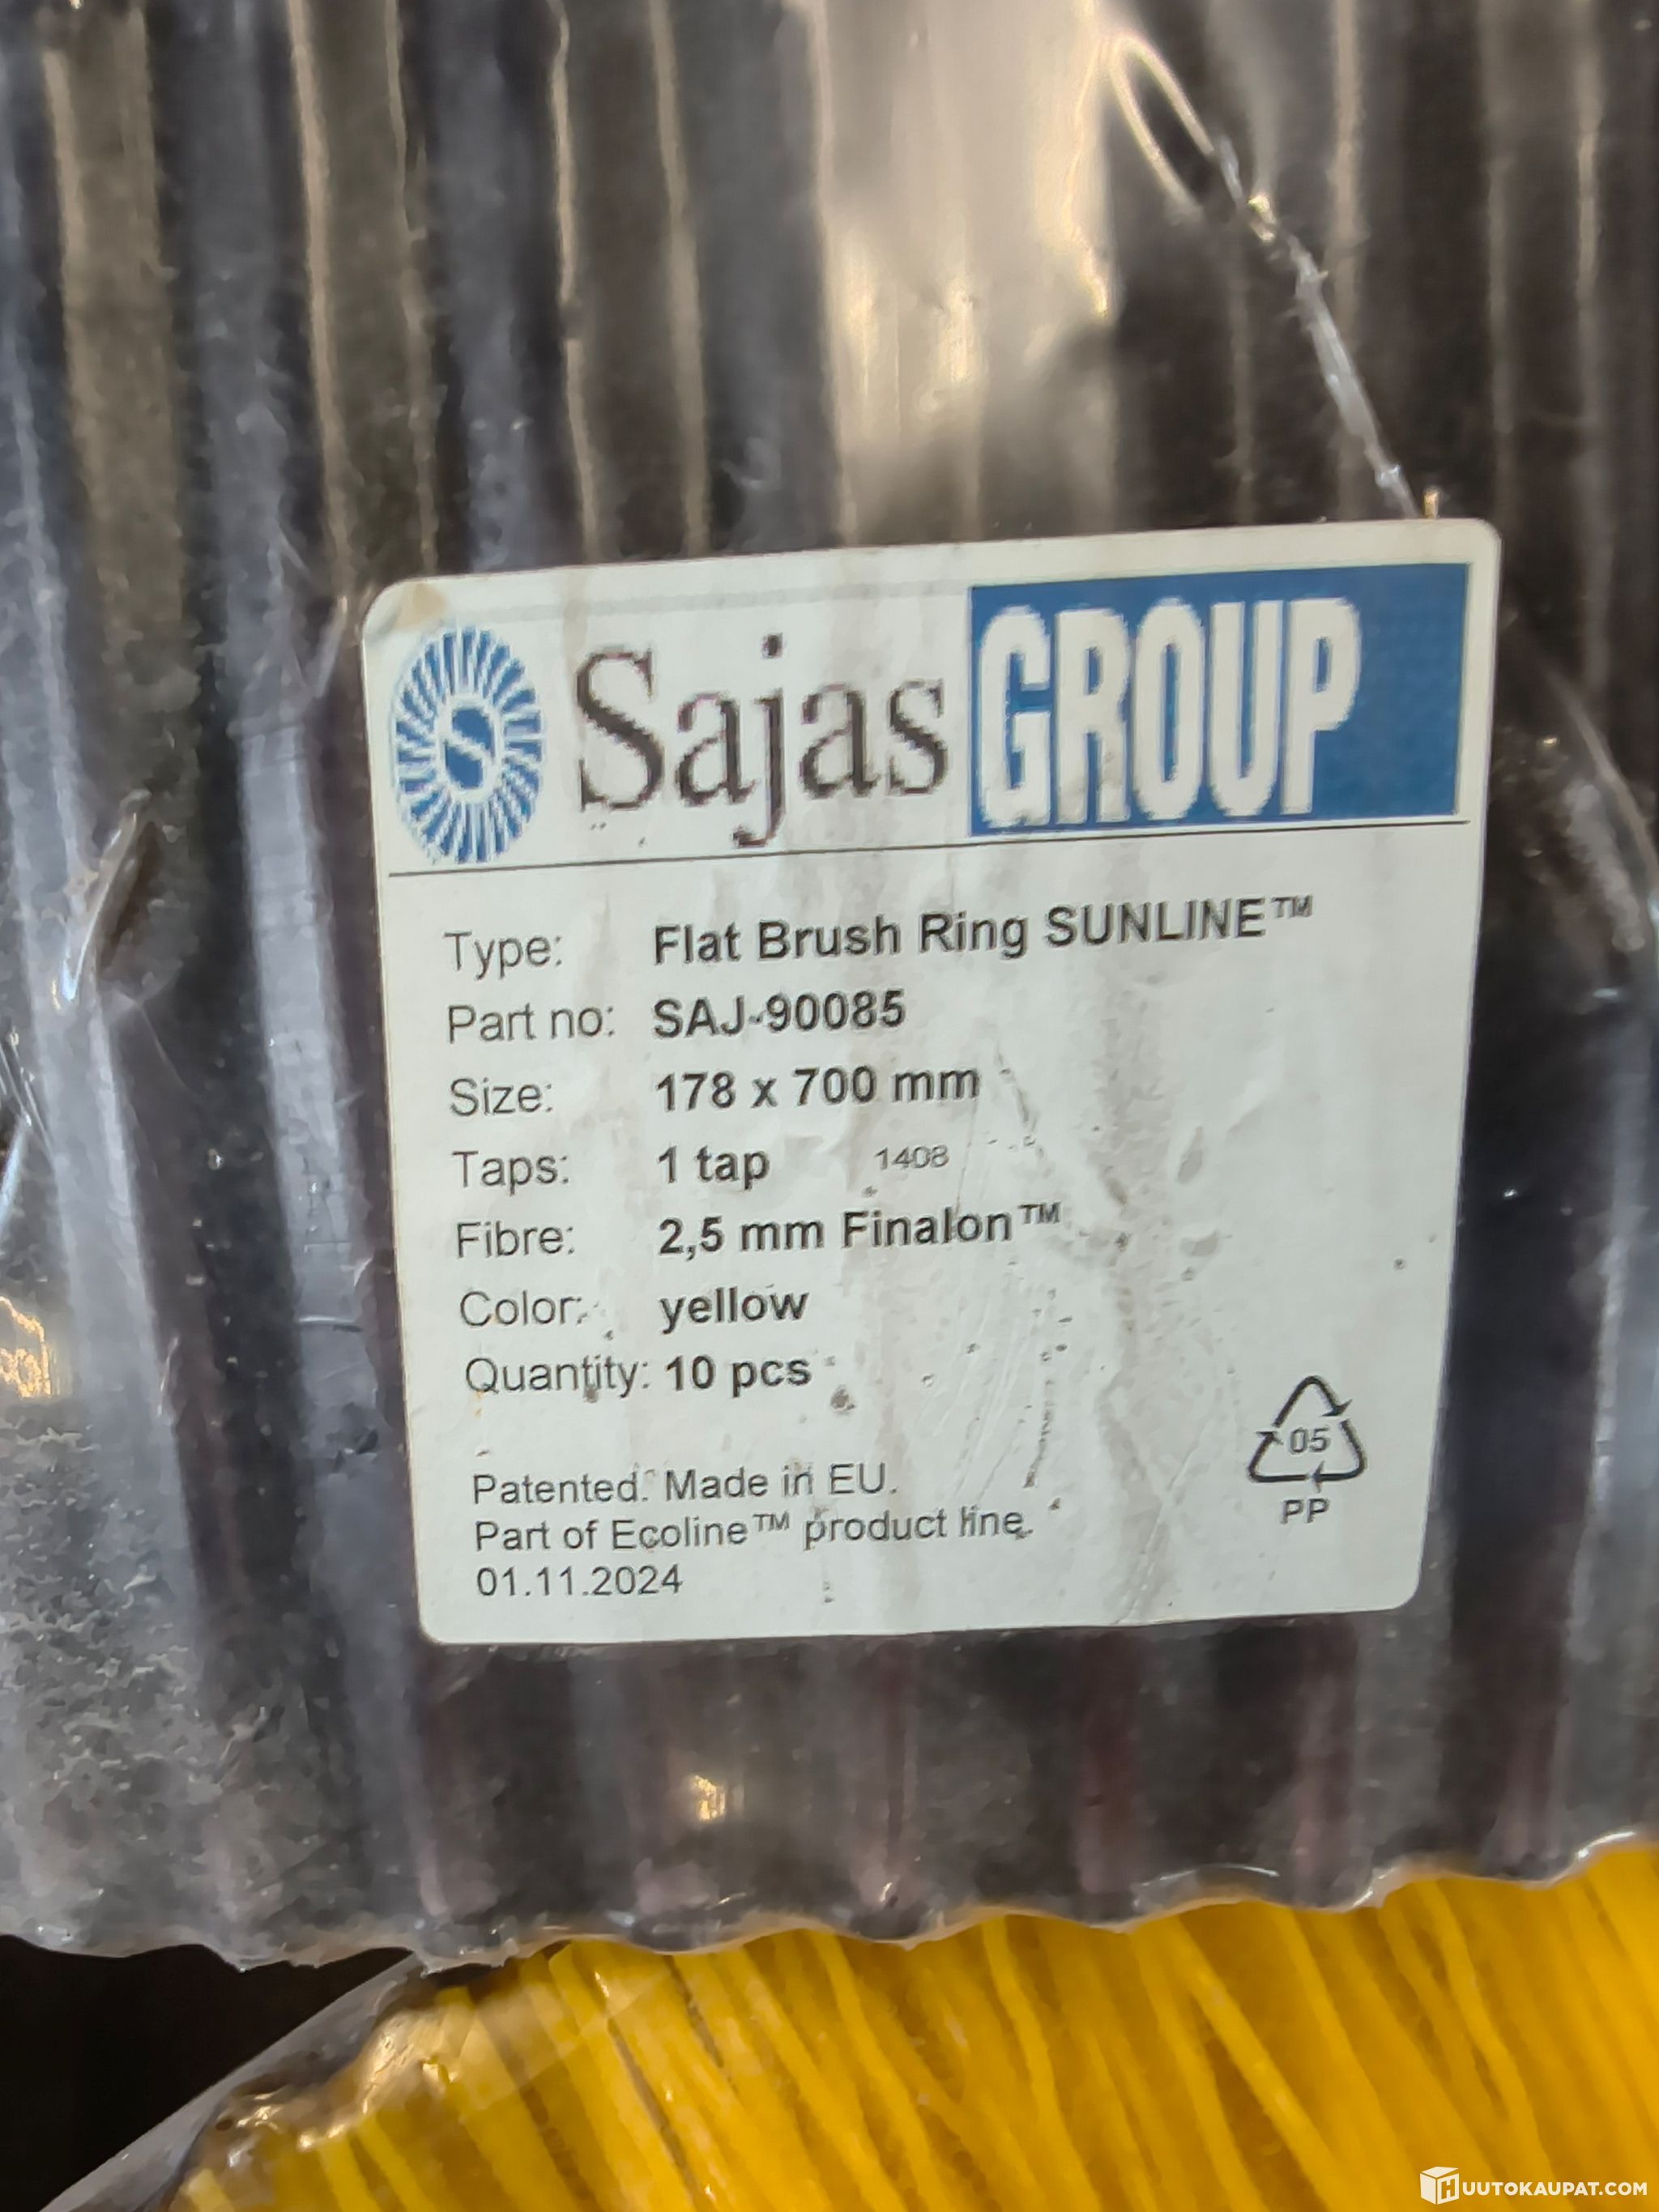 S Sajas GROUP
Type: Flat Brush Ring SUNLINE™
Part no: SAJ-90085
Size: 178 x 700 mm
Taps: 1 tap 1408
Fibre: 2,5 mm Finalon™
Color: yellow
Quantity: 10 pcs
Patented. Made in EU.
Part of Ecoline™ product line.
01.11.2024
05
PP
HUUTOKAUPAT.COM